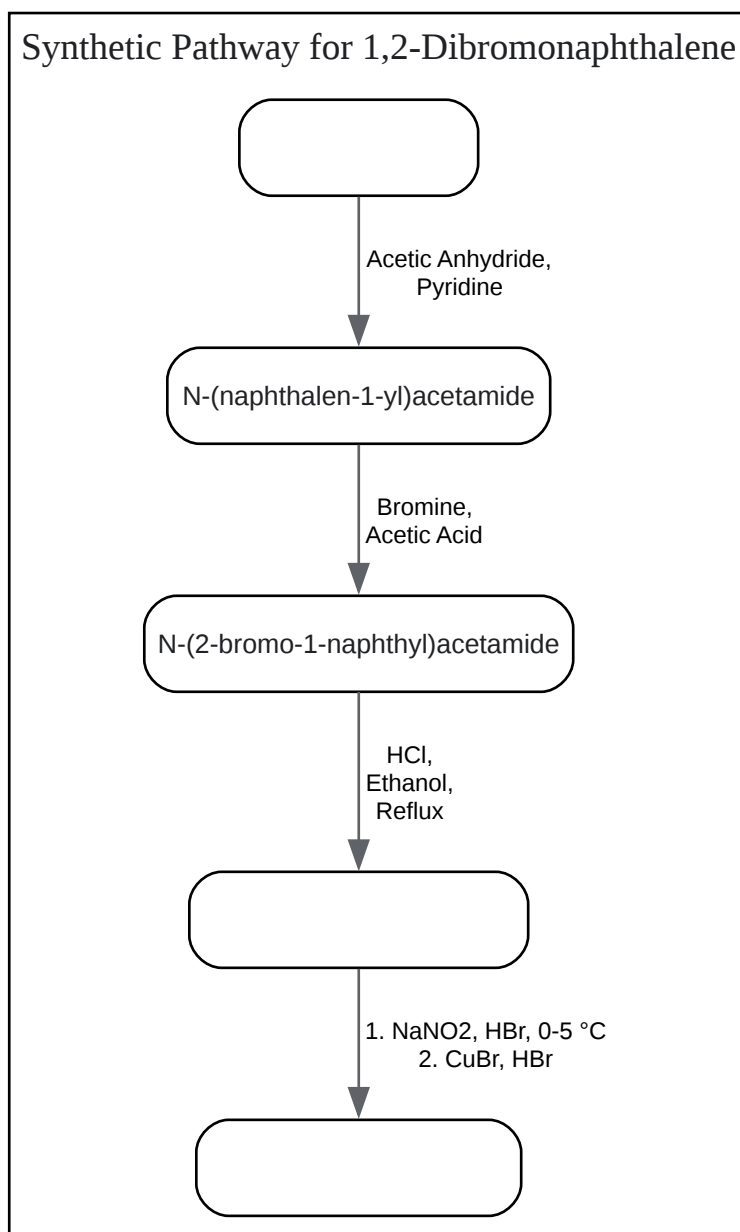 Synthetic Pathway for 1,2-Dibromonaphthalene
Acetic Anhydride,
Pyridine
N-(naphthalen-1-yl)acetamide
Bromine,
Acetic Acid
N-(2-bromo-1-naphthyl)acetamide
HCl,
Ethanol,
Reflux
1. NaNO2, HBr, 0-5 °C
2. CuBr, HBr